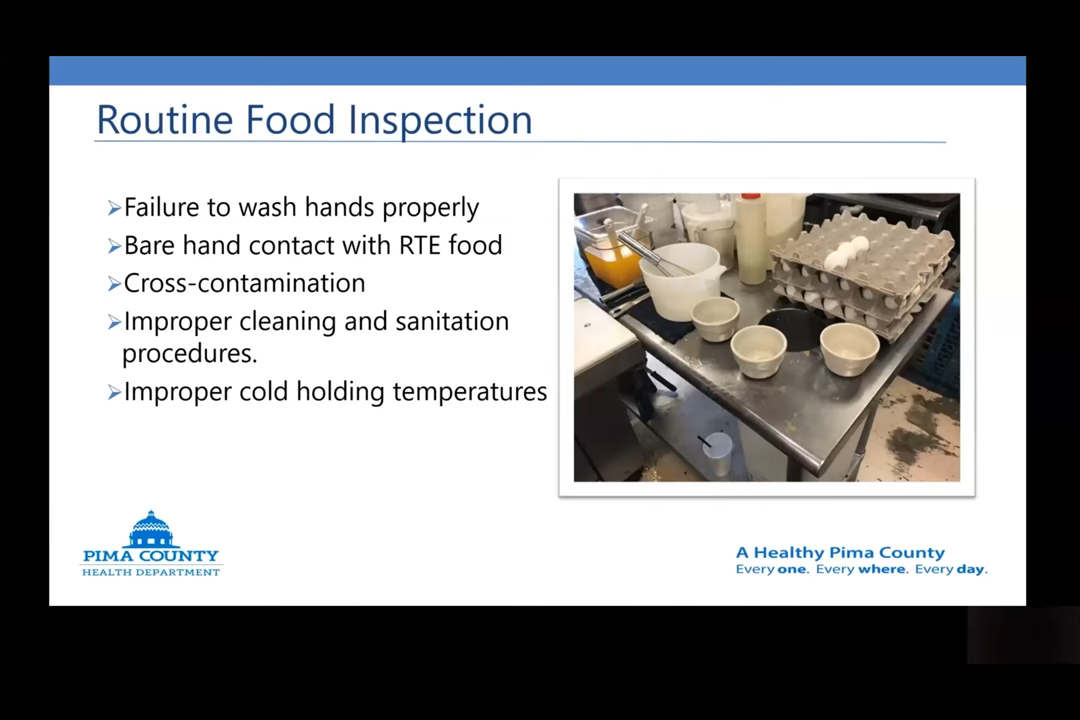 Routine Food Inspection
➢Failure to wash hands properly
➢Bare hand contact with RTE food
➢Cross-contamination
➢Improper cleaning and sanitation
procedures.
➢Improper cold holding temperatures
PIMA COUNTY
HEALTH DEPARTMENT
A Healthy Pima County
Every one. Every where. Every day.